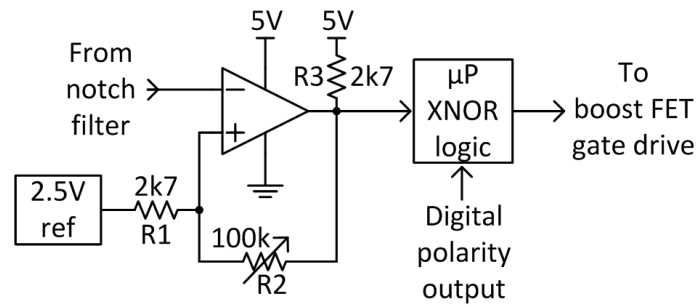 5V
5V
From
notch
filter
R3
2k7
−
+
μP
XNOR
logic
To
boost FET
gate drive
2.5V
ref
2k7
R1
100k
R2
Digital
polarity
output